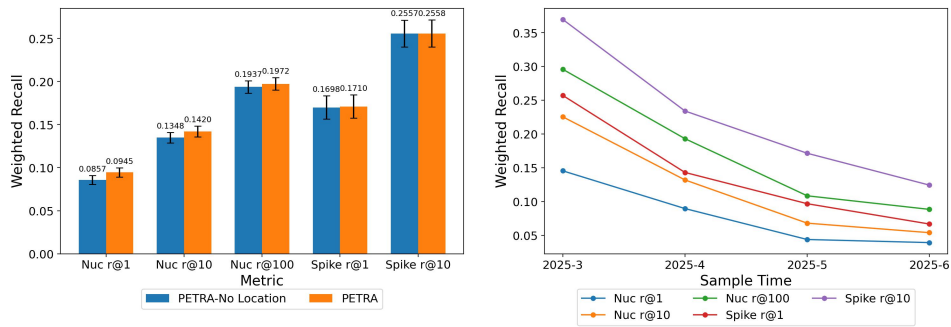 Weighted Recall
0.25
0.20
0.15
0.10
0.05
0.00
0.0857
0.0945
0.1348
0.1420
0.1937
0.1972
0.1698
0.1710
0.2557
0.2558
Nuc r@1
Nuc r@10
Nuc r@100
Spike r@1
Spike r@10
Metric
PETRA-No Location
PETRA
Weighted Recall
0.35
0.30
0.25
0.20
0.15
0.10
0.05
2025-3
2025-4
2025-5
2025-6
Sample Time
Nuc r@1
Nuc r@100
Spike r@10
Nuc r@10
Spike r@1